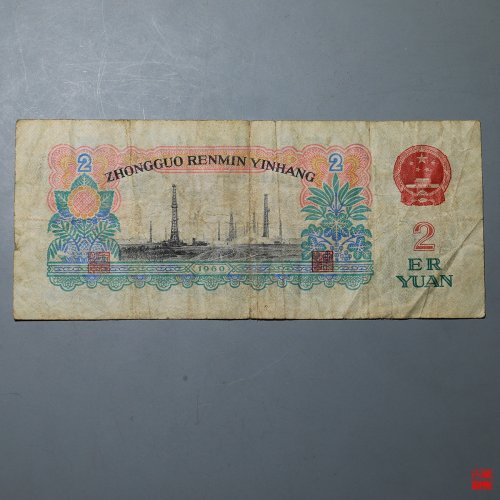 2
2
ZHONGGUO RENMIN YINHANG
1960
2
ER
YUAN